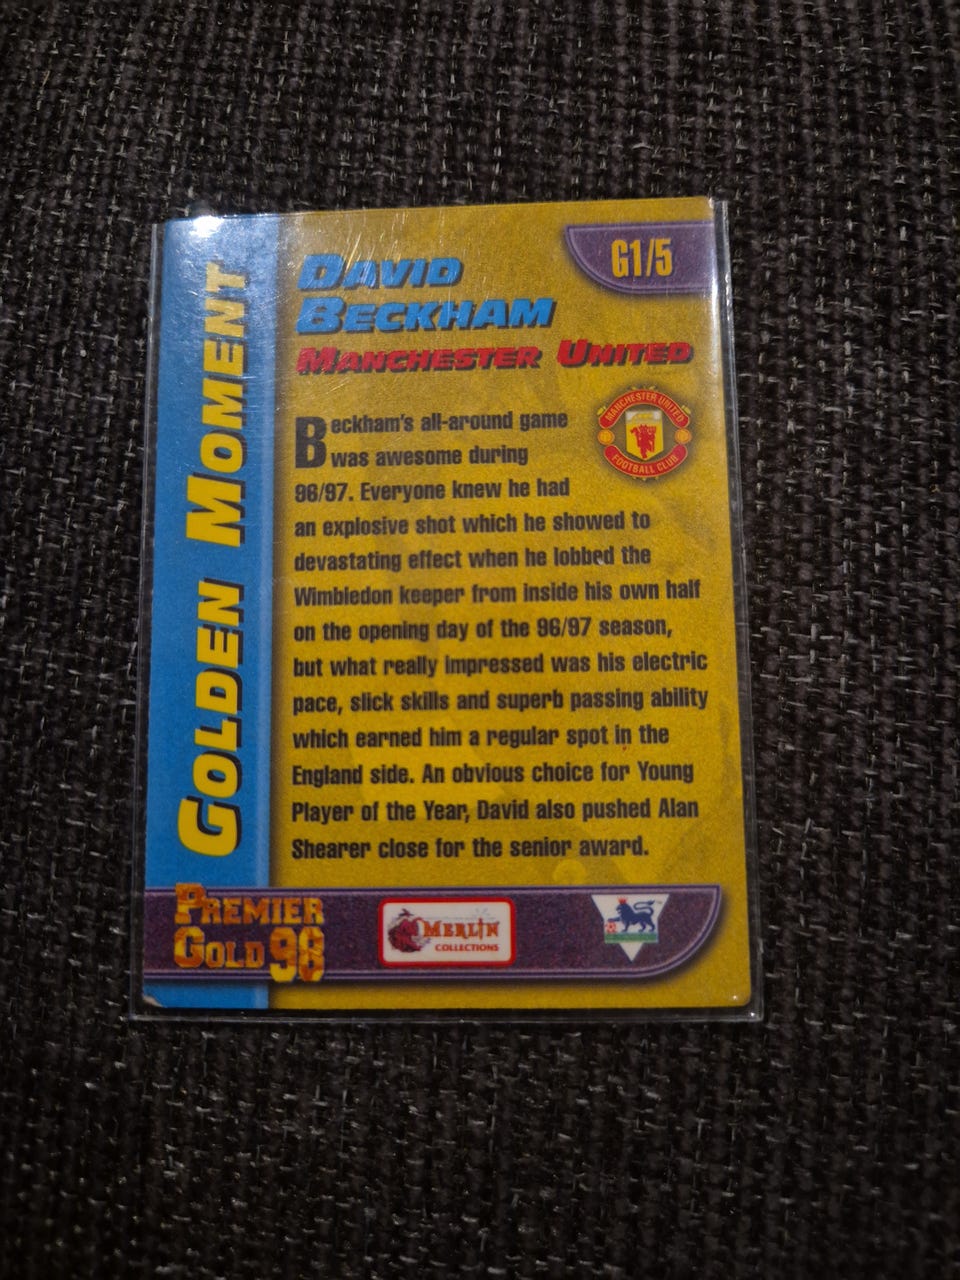 G1/5
DAVID
BECKHAM
MANCHESTER UNITED
MANCHESTER UNITED
FOOTBALL CLUB
GOLDEN MOMENT
Beckham's all-around game
was awesome during
96/97. Everyone knew he had
an explosive shot which he showed to
devastating effect when he lobbed the
Wimbledon keeper from inside his own half
on the opening day of the 96/97 season,
but what really impressed was his electric
pace, slick skills and superb passing ability
which earned him a regular spot in the
England side. An obvious choice for Young
Player of the Year, David also pushed Alan
Shearer close for the senior award.
PREMIER
GOLD 98
MERLIN
COLLECTIONS